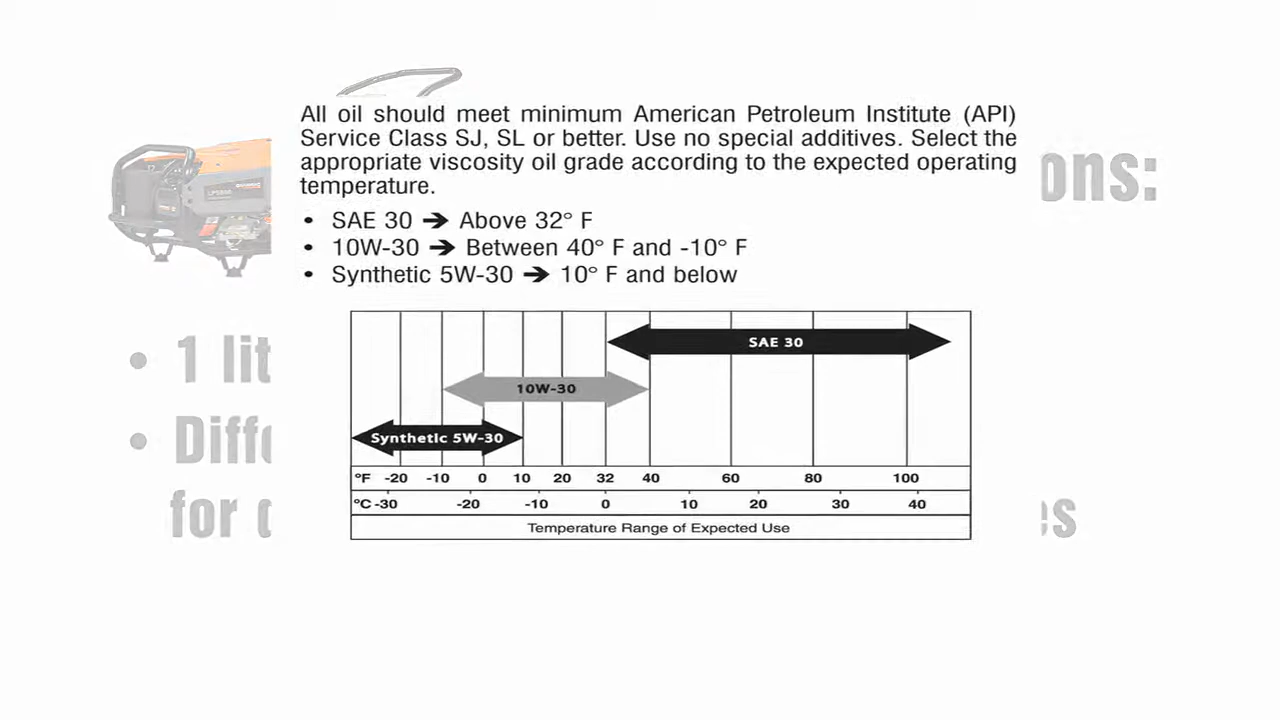 All oil should meet minimum American Petroleum Institute (API)
Service Class SJ, SL or better. Use no special additives. Select the
appropriate viscosity oil grade according to the expected operating
temperature.
• SAE 30 ➔ Above 32° F
• 10W-30 ➔ Between 40° F and -10° F
• Synthetic 5W-30 ➔ 10° F and below
SAE 30
10W-30
Synthetic 5W-30
°F -20 -10 0 10 20 32 40 60 80 100
°C -30 -20 -10 0 10 20 30 40
Temperature Range of Expected Use
• 1
•
for